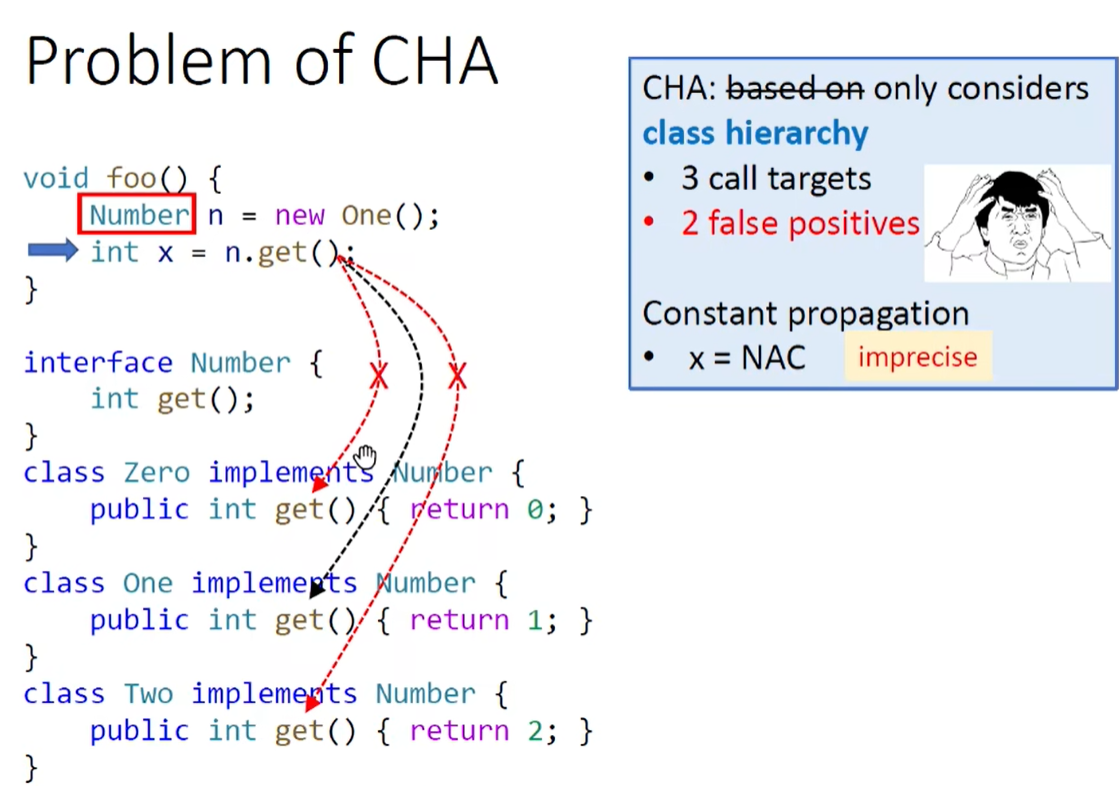 Problem of CHA
void foo() {
    Number n = new One();
    int x = n.get();
}
interface Number {
    int get();
}
class Zero implements Number {
    public int get() { return 0; }
}
class One implements Number {
    public int get() { return 1; }
}
class Two implements Number {
    public int get() { return 2; }
}
CHA: based on only considers
class hierarchy
• 3 call targets
• 2 false positives
Constant propagation
• x = NAC imprecise